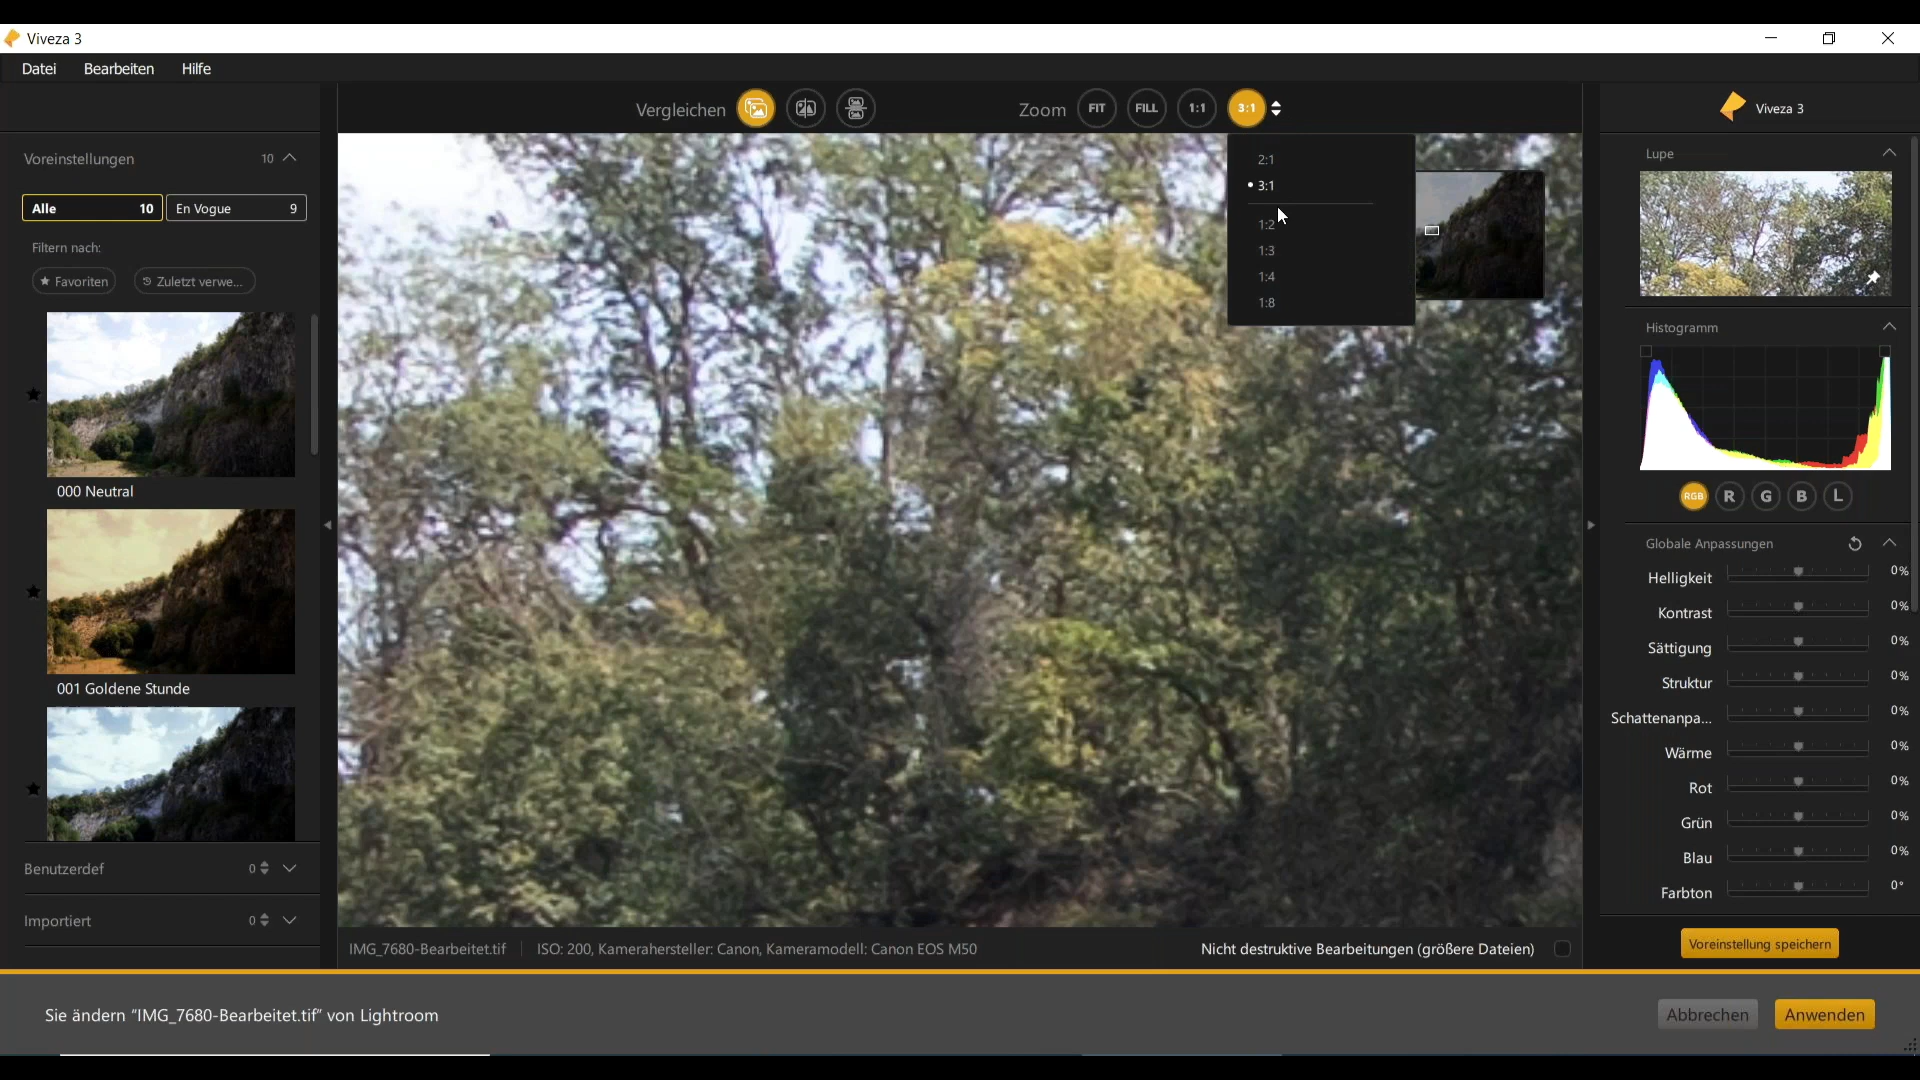 Viveza 3
Datei Bearbeiten Hilfe
Vergleichen Zoom FIT FILL 1:1 3:1
Viveza 3
Voreinstellungen 10
Alle 10 En Vogue 9
Filtern nach:
Favoriten Zuletzt verwe...
000 Neutral
001 Goldene Stunde
Benutzerdef 0
Importiert 0
2:1
3:1
1:2
1:3
1:4
1:8
Lupe
Histogramm
RGB R G B L
Globale Anpassungen
Helligkeit 0%
Kontrast 0%
Sättigung 0%
Struktur 0%
Schattenanpa... 0%
Wärme 0%
Rot 0%
Grün 0%
Blau 0%
Farbton 0°
IMG_7680-Bearbeitet.tif ISO: 200, Kamerahersteller: Canon, Kameramodell: Canon EOS M50 Nicht destruktive Bearbeitungen (größere Dateien)
Voreinstellung speichern
Sie ändern "IMG_7680-Bearbeitet.tif" von Lightroom
Abbrechen Anwenden